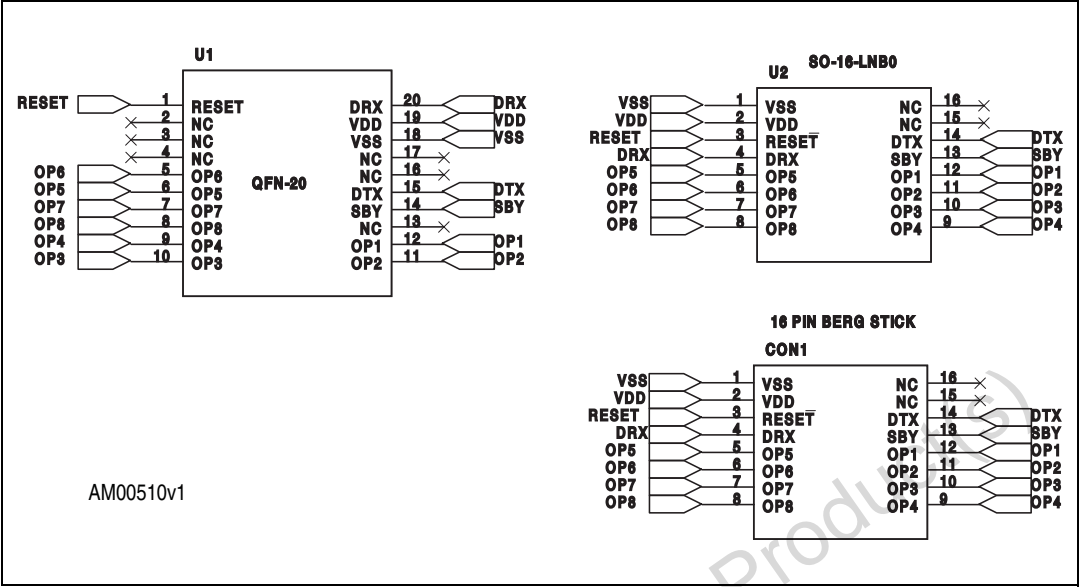 U1
RESET 1 RESET DRX 20 DRX
2 NC VDD 19 VDD
3 NC VSS 18 VSS
4 NC NC 17
OP6 5 OP6 NC 16
OP5 6 OP5 DTX 15 DTX
OP7 7 OP7 SBY 14 SBY
OP8 8 OP8 NC 13
OP4 9 OP4 OP1 12 OP1
OP3 10 OP3 OP2 11 OP2
QFN-20
U2 SO-16-LNB0
VSS 1 VSS NC 16
VDD 2 VDD NC 15
RESET 3 RESET DTX 14 DTX
DRX 4 DRX SBY 13 SBY
OP5 5 OP5 OP1 12 OP1
OP6 6 OP6 OP2 11 OP2
OP7 7 OP7 OP3 10 OP3
OP8 8 OP8 OP4 9 OP4
16 PIN BERG STICK
CON1
VSS 1 VSS NC 16
VDD 2 VDD NC 15
RESET 3 RESET DTX 14 DTX
DRX 4 DRX SBY 13 SBY
OP5 5 OP5 OP1 12 OP1
OP6 6 OP6 OP2 11 OP2
OP7 7 OP7 OP3 10 OP3
OP8 8 OP8 OP4 9 OP4
AM00510v1
Product(s)